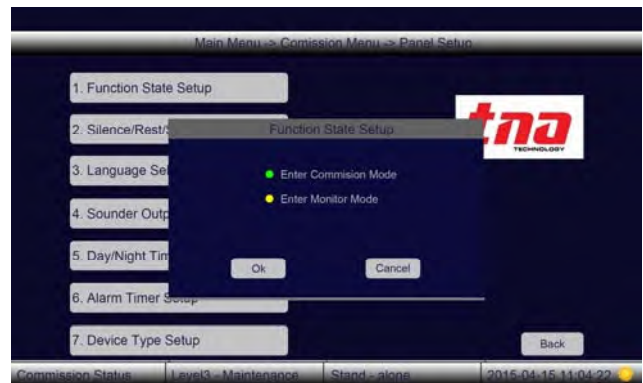 Main Menu -> Comission Menu -> Panel Setup
1. Function State Setup
2. Silence/Rest/
Function State Setup
tna
TECHNOLOGY
3. Language Se
Enter Commision Mode
Enter Monitor Mode
4. Sounder Outp
5. Day/Night Tim
Ok
Cancel
6. Alarm Timer Setup
7. Device Type Setup
Back
Commission Status
Level3 - Maintenance
Stand - alone
2015-04-15 11:04:22